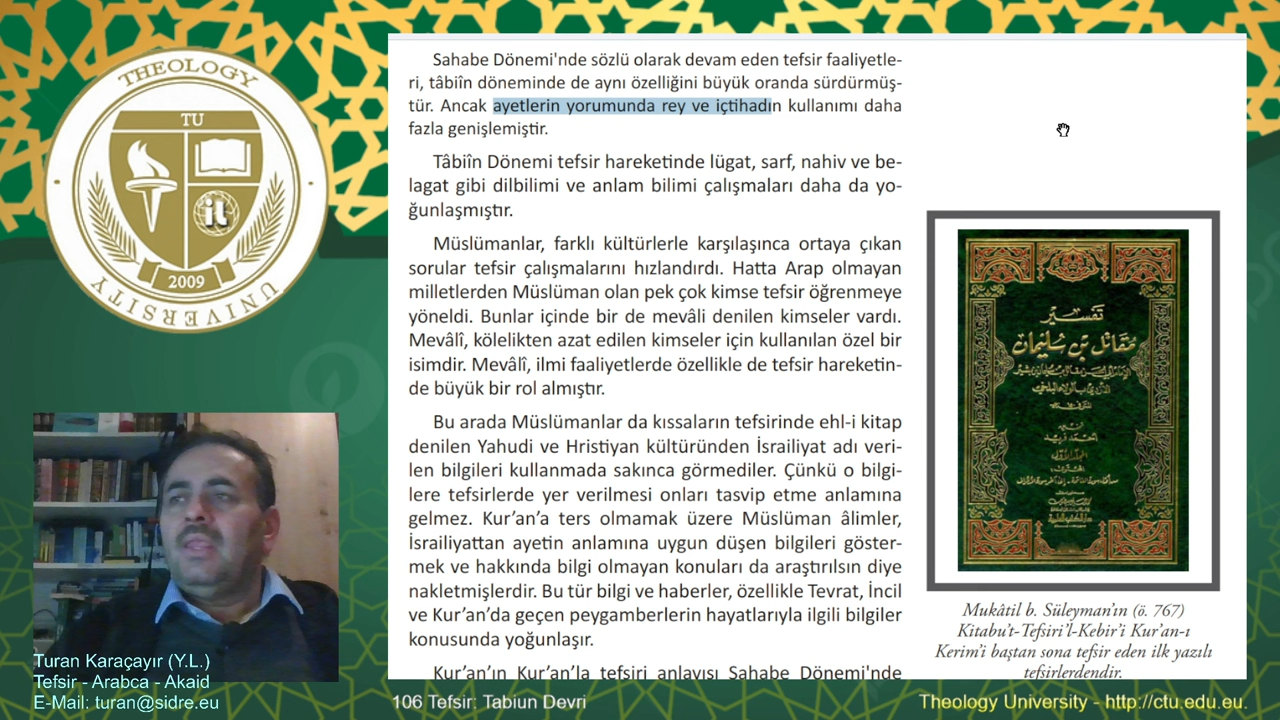 THEOLOGY
TU
it
2009
UNIVERSITY
Sahabe Dönemi'nde sözlü olarak devam eden tefsir faaliyetle-
ri, tâbiîn döneminde de aynı özelliğini büyük oranda sürdürmüş-
tür. Ancak ayetlerin yorumunda rey ve içtihadın kullanımı daha
fazla genişlemiştir.
Tâbiîn Dönemi tefsir hareketinde lügat, sarf, nahiv ve be-
lagat gibi dilbilimi ve anlam bilimi çalışmaları daha da yo-
ğunlaşmıştır.
Müslümanlar, farklı kültürlerle karşılaşınca ortaya çıkan
sorular tefsir çalışmalarını hızlandırdı. Hatta Arap olmayan
milletlerden Müslüman olan pek çok kimse tefsir öğrenmeye
yöneldi. Bunlar içinde bir de mevâli denilen kimseler vardı.
Mevâlî, kölelikten azat edilen kimseler için kullanılan özel bir
isimdir. Mevâlî, ilmi faaliyetlerde özellikle de tefsir hareketin-
de büyük bir rol almıştır.
Bu arada Müslümanlar da kıssaların tefsirinde ehl-i kitap
denilen Yahudi ve Hristiyan kültüründen İsrailiyat adı veri-
len bilgileri kullanmada sakınca görmediler. Çünkü o bilgi-
lere tefsirlerde yer verilmesi onları tasvip etme anlamına
gelmez. Kur’an’a ters olmamak üzere Müslüman âlimler,
İsrailiyattan ayetin anlamına uygun düşen bilgileri göster-
mek ve hakkında bilgi olmayan konuları da araştırılsın diye
nakletmişlerdir. Bu tür bilgi ve haberler, özellikle Tevrat, İncil
ve Kur’an’da geçen peygamberlerin hayatlarıyla ilgili bilgiler
konusunda yoğunlaşır.
Kur’an’ın Kur’an’la tefsiri anlayışı Sahabe Dönemi'nde
تفسير
مقاتل بن سليمان
احمد فريد
Mukâtil b. Süleyman’ın (ö. 767)
Kitabu’t-Tefsiri’l-Kebir’i Kur’an-ı
Kerim’i baştan sona tefsir eden ilk yazılı
tefsirlerdendir.
Turan Karaçayır (Y.L.)
Tefsir - Arabca - Akaid
E-Mail: turan@sidre.eu
106 Tefsir: Tabiun Devri
Theology University - http://ctu.edu.eu.